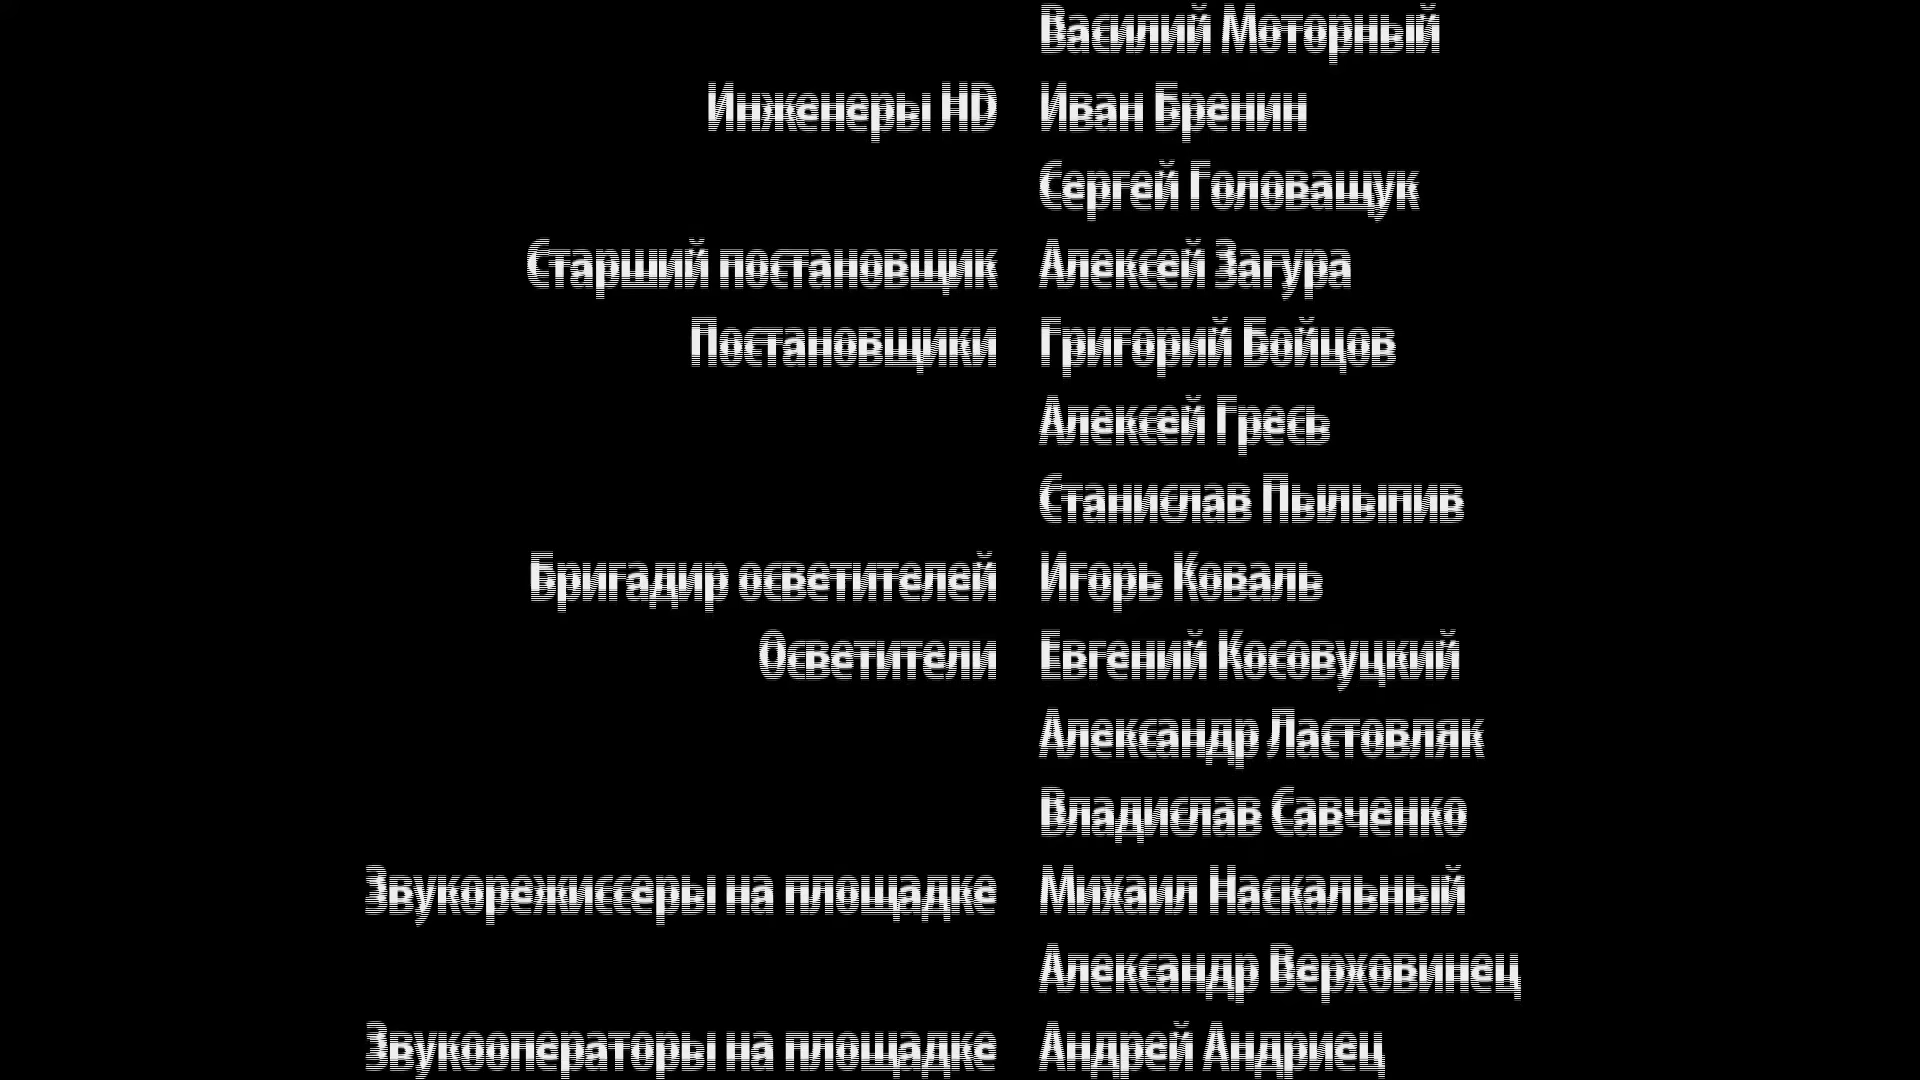 Василий Моторный
Инженеры HD Иван Бренин
Сергей Головащук
Старший постановщик Алексей Загура
Постановщики Григорий Бойцов
Алексей Гресь
Станислав Пылыпив
Бригадир осветителей Игорь Коваль
Осветители Евгений Косовуцкий
Александр Ластовляк
Владислав Савченко
Звукорежиссеры на площадке Михаил Наскальный
Александр Верховинец
Звукооператоры на площадке Андрей Андриец